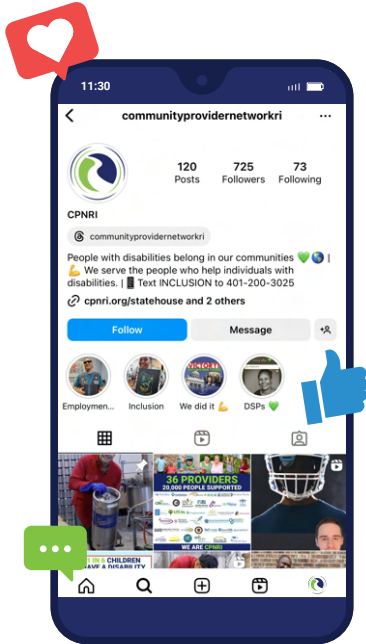 11:30
communityprovidernetworkri
120 725 73
Posts Followers Following
CPNRI
communityprovidernetworkri
People with disabilities belong in our communities 💚🌎 |
💪 We serve the people who help individuals with
disabilities. | 📱 Text INCLUSION to 401-200-3025
cpnri.org/statehouse and 2 others
Follow Message
VICTORY!
Employmen... Inclusion We did it 💪 DSPs 💚
36 PROVIDERS
20,000 PEOPLE SUPPORTED
WE ARE CPNRI
1 IN 6 CHILDREN
HAVE A DISABILITY